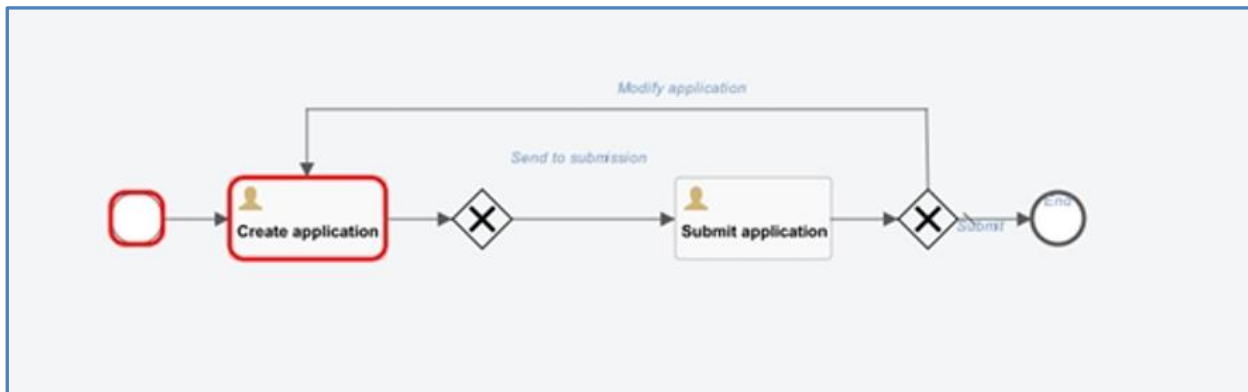 Modify application
Send to submission
Create application
Submit application
End
Submit